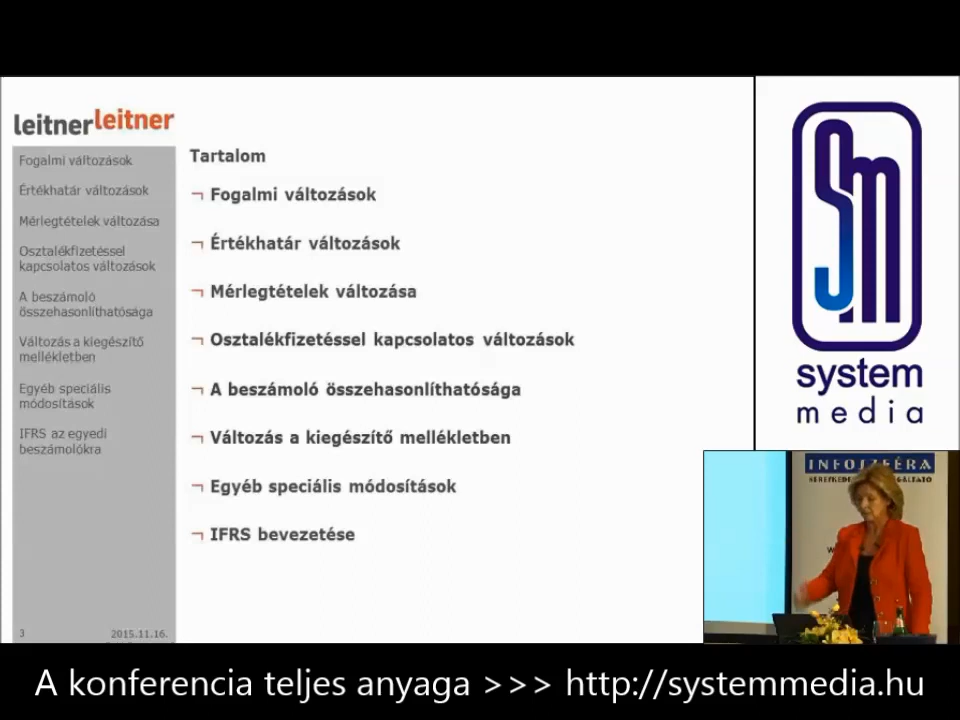 leitnerleitner
Fogalmi változások
Értékhatár változások
Mérlegtételek változása
Osztalékfizetéssel
kapcsolatos változások
A beszámoló
összehasonlíthatósága
Változás a kiegészítő
mellékletben
Egyéb speciális
módosítások
IFRS az egyedi
beszámolókra
3
2015.11.16.
Tartalom
¬ Fogalmi változások
¬ Értékhatár változások
¬ Mérlegtételek változása
¬ Osztalékfizetéssel kapcsolatos változások
¬ A beszámoló összehasonlíthatósága
¬ Változás a kiegészítő mellékletben
¬ Egyéb speciális módosítások
¬ IFRS bevezetése
sm
system
media
INFOSZFÉRA
A konferencia teljes anyaga >>> http://systemmedia.hu